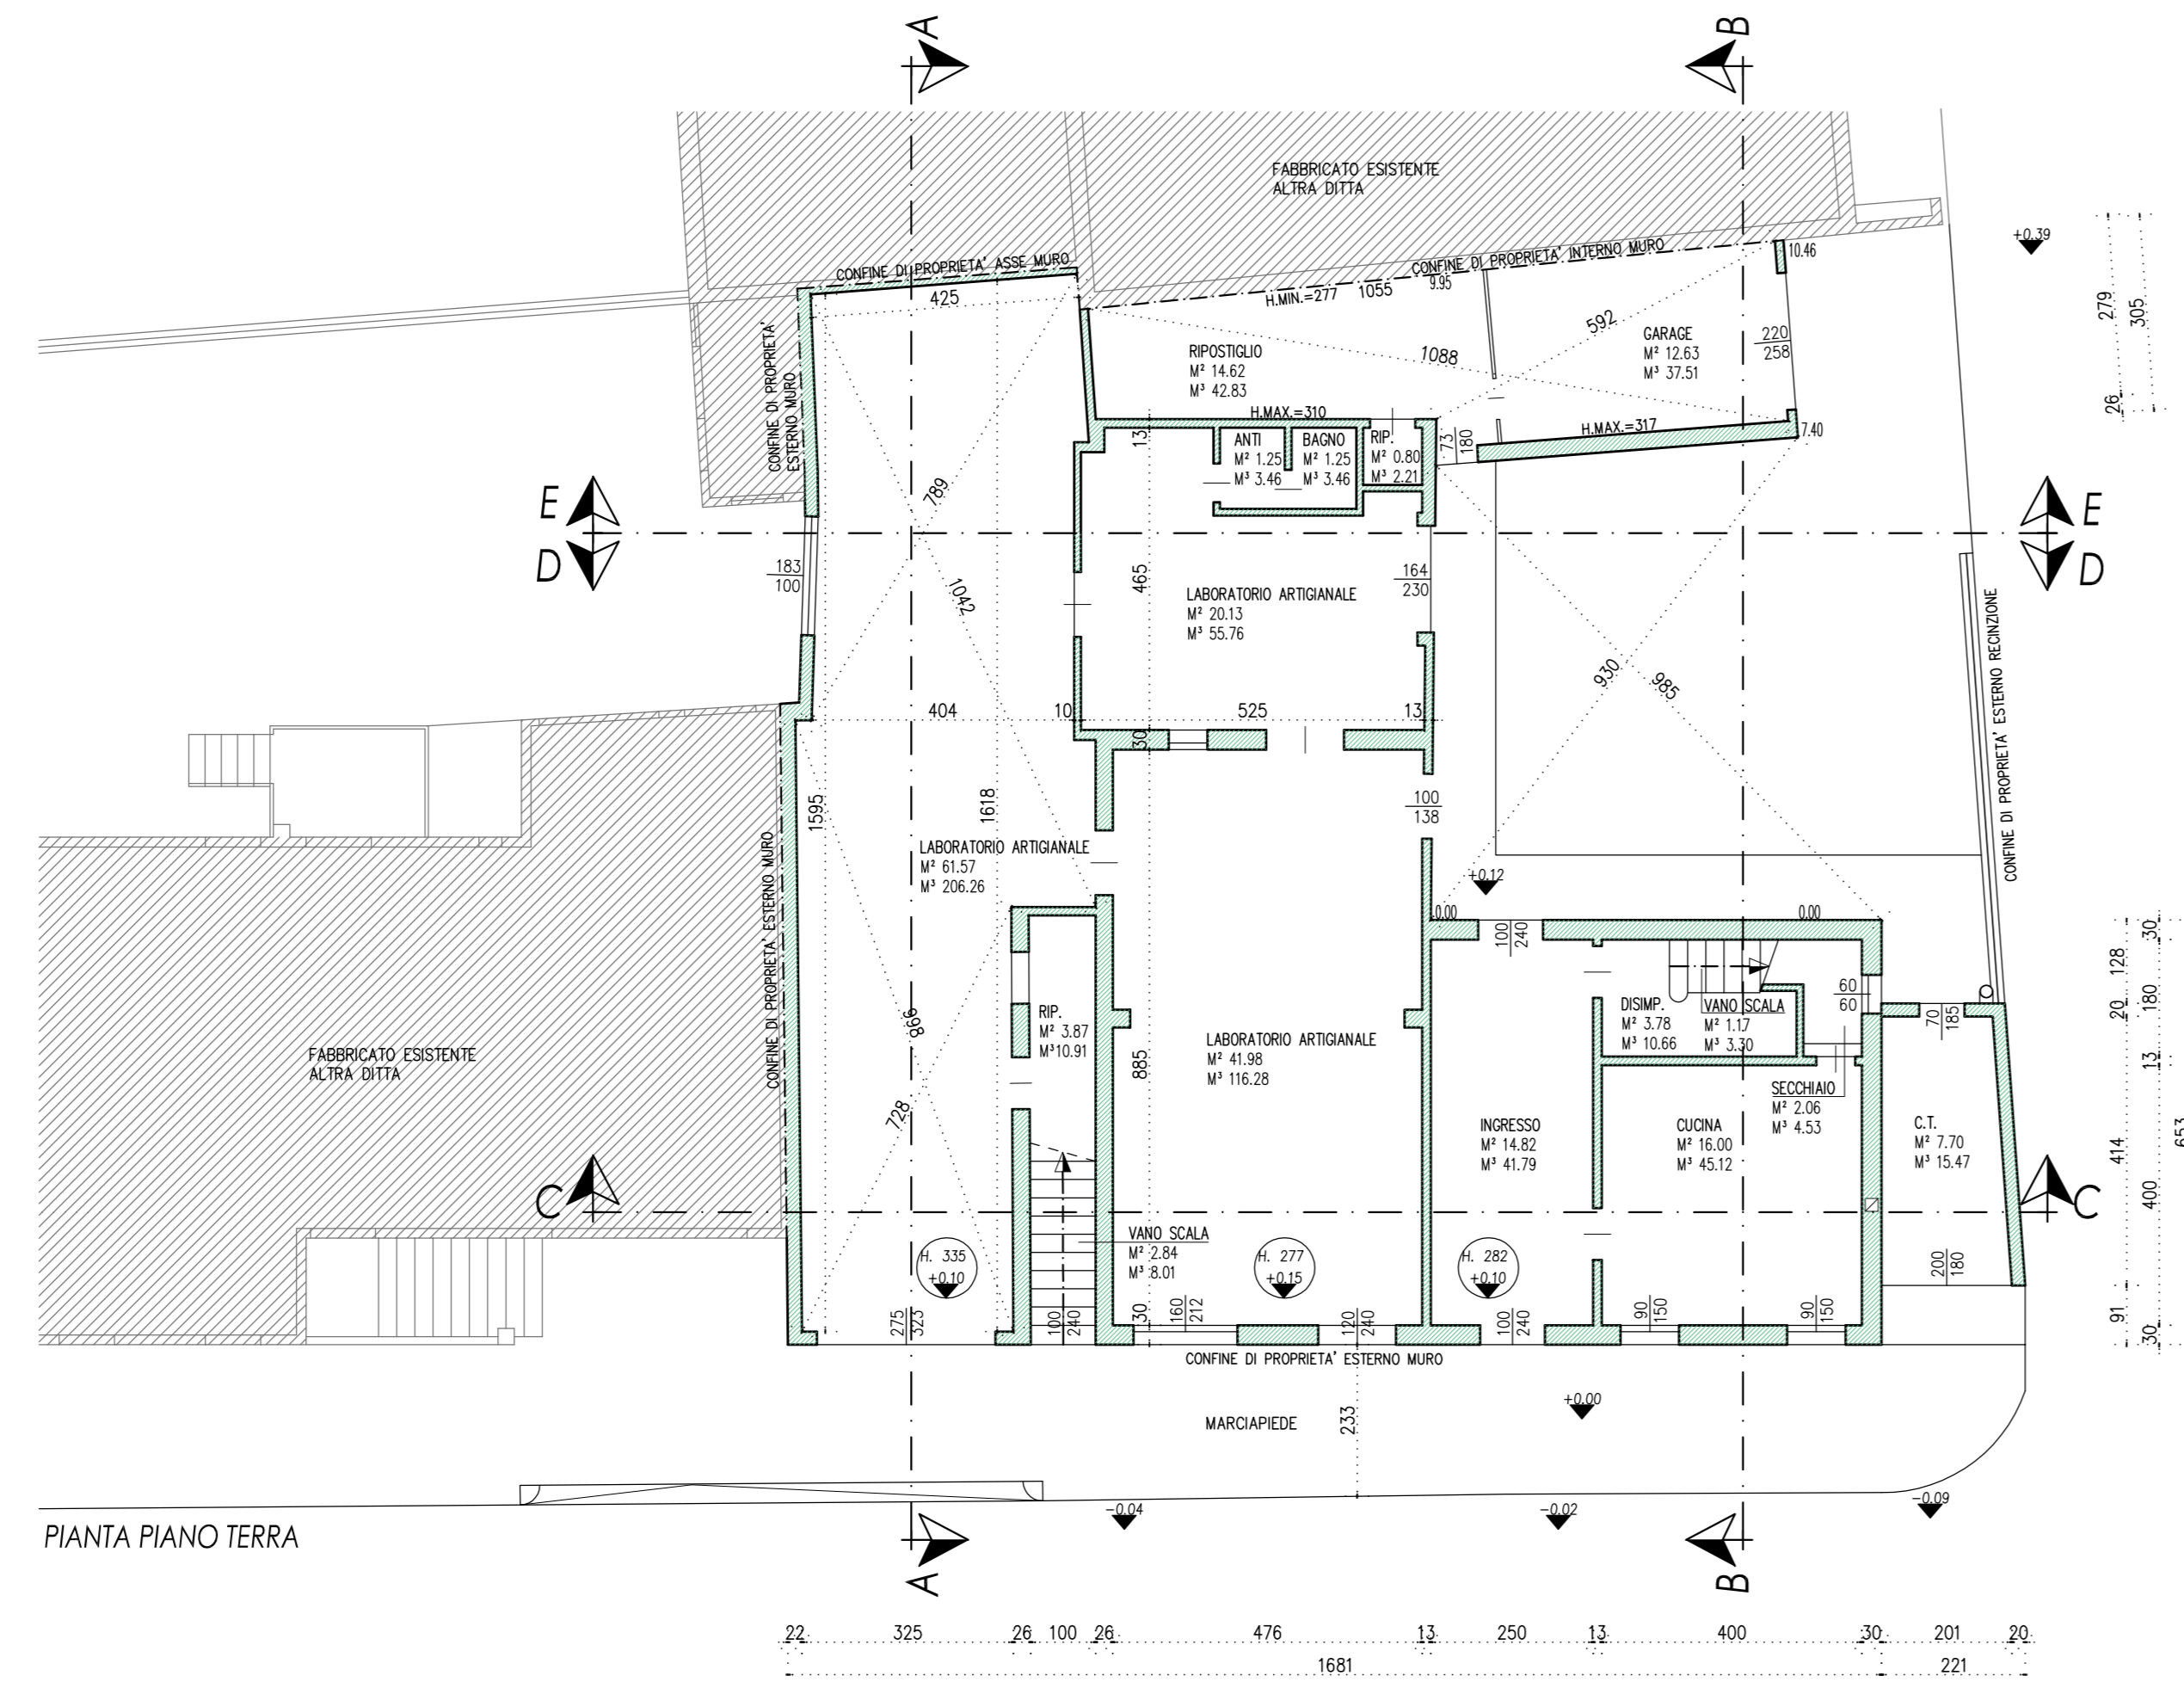 A
B
FABBRICATO ESISTENTE
ALTRA DITTA
+0.39
CONFINE DI PROPRIETA' ASSE MURO
425
CONFINE DI PROPRIETA' INTERNO MURO
10.46
H.MIN.=277
1055
9.95
279
305
26
CONFINE DI PROPRIETA'
ESTERNO MURO
592
GARAGE
M² 12.63
M³ 37.51
220
258
RIPOSTIGLIO
M² 14.62
M³ 42.83
1088
H.MAX.=310
H.MAX.=317
7.40
13
ANTI
M² 1.25
M³ 3.46
BAGNO
M² 1.25
M³ 3.46
RIP.
M² 0.80
M³ 2.21
73
180
789
E
D
E
D
183
100
1042
465
164
230
LABORATORIO ARTIGIANALE
M² 20.13
M³ 55.76
CONFINE DI PROPRIETA' ESTERNO RECINZIONE
930
985
404
10
525
13
30
1595
1618
100
138
LABORATORIO ARTIGIANALE
M² 61.57
M³ 206.26
CONFINE DI PROPRIETA' ESTERNO MURO
+0.12
0.00
0.00
100
240
30
128
180
20
13
414
400
653
91
30
866
868
RIP.
M² 3.87
M³10.91
DISIMP.
M² 3.78
M³ 10.66
VANO SCALA
M² 1.17
M³ 3.30
60
60
70
185
FABBRICATO ESISTENTE
ALTRA DITTA
885
LABORATORIO ARTIGIANALE
M² 41.98
M³ 116.28
SECCHIAIO
M² 2.06
M³ 4.53
728
INGRESSO
M² 14.82
M³ 41.79
CUCINA
M² 16.00
M³ 45.12
C.T.
M² 7.70
M³ 15.47
C
C
VANO SCALA
M² 2.84
M³ 8.01
H. 335
+0.10
H. 277
+0.15
H. 282
+0.10
200
180
275
323
100
240
30
160
212
120
240
100
240
90
150
90
150
CONFINE DI PROPRIETA' ESTERNO MURO
+0.00
MARCIAPIEDE
233
-0.04
-0.02
-0.09
PIANTA PIANO TERRA
A
B
22
325
26
100
26
476
13
250
13
400
30
201
20
1681
221